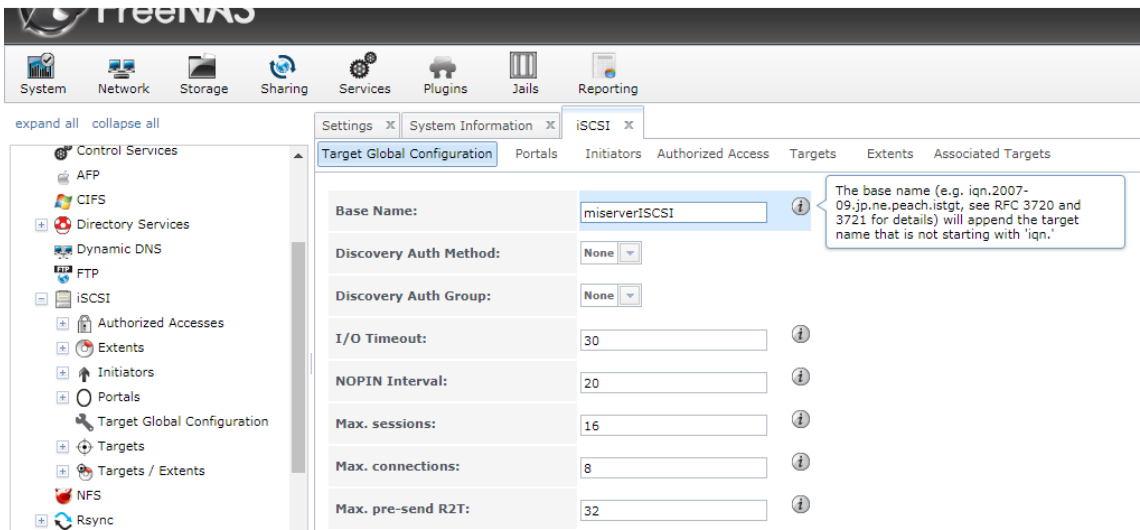 FreeNAS
System Network Storage Sharing Services Plugins Jails Reporting
expand all collapse all
Settings X System Information X iSCSI X
Control Services
AFP
CIFS
Directory Services
Dynamic DNS
FTP
iSCSI
Authorized Accesses
Extents
Initiators
Portals
Target Global Configuration
Targets
Targets / Extents
NFS
Rsync
Target Global Configuration Portals Initiators Authorized Access Targets Extents Associated Targets
Base Name: miserverISCSI
The base name (e.g. iqn.2007-
09.jp.ne.peach.istgt, see RFC 3720 and
3721 for details) will append the target
name that is not starting with 'iqn.'
Discovery Auth Method: None
Discovery Auth Group: None
I/O Timeout: 30
NOPIN Interval: 20
Max. sessions: 16
Max. connections: 8
Max. pre-send R2T: 32